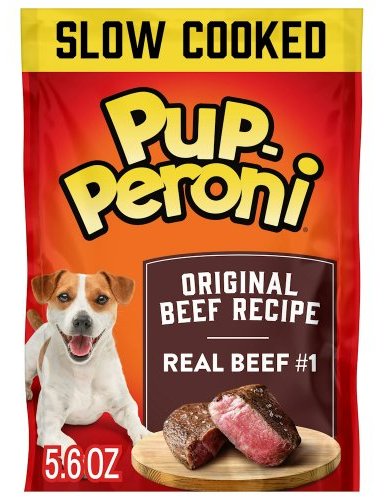 SLOW COOKED
PUP-
Peroni®
ORIGINAL
BEEF RECIPE
REAL BEEF #1
5.6 OZ